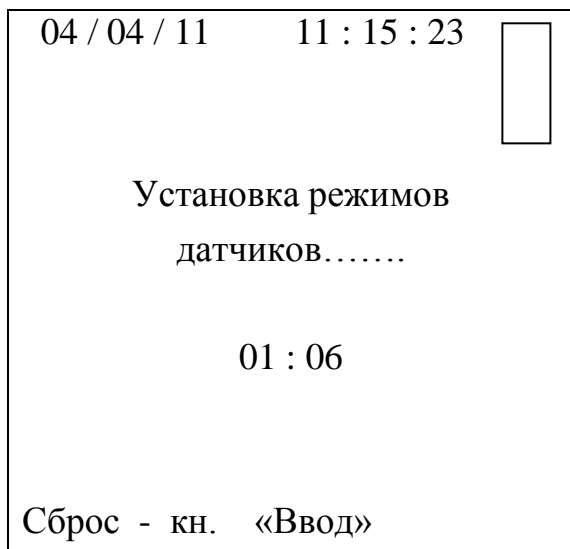 04 / 04 / 11 11 : 15 : 23
Установка режимов
датчиков…….
01 : 06
Сброс - кн. «Ввод»